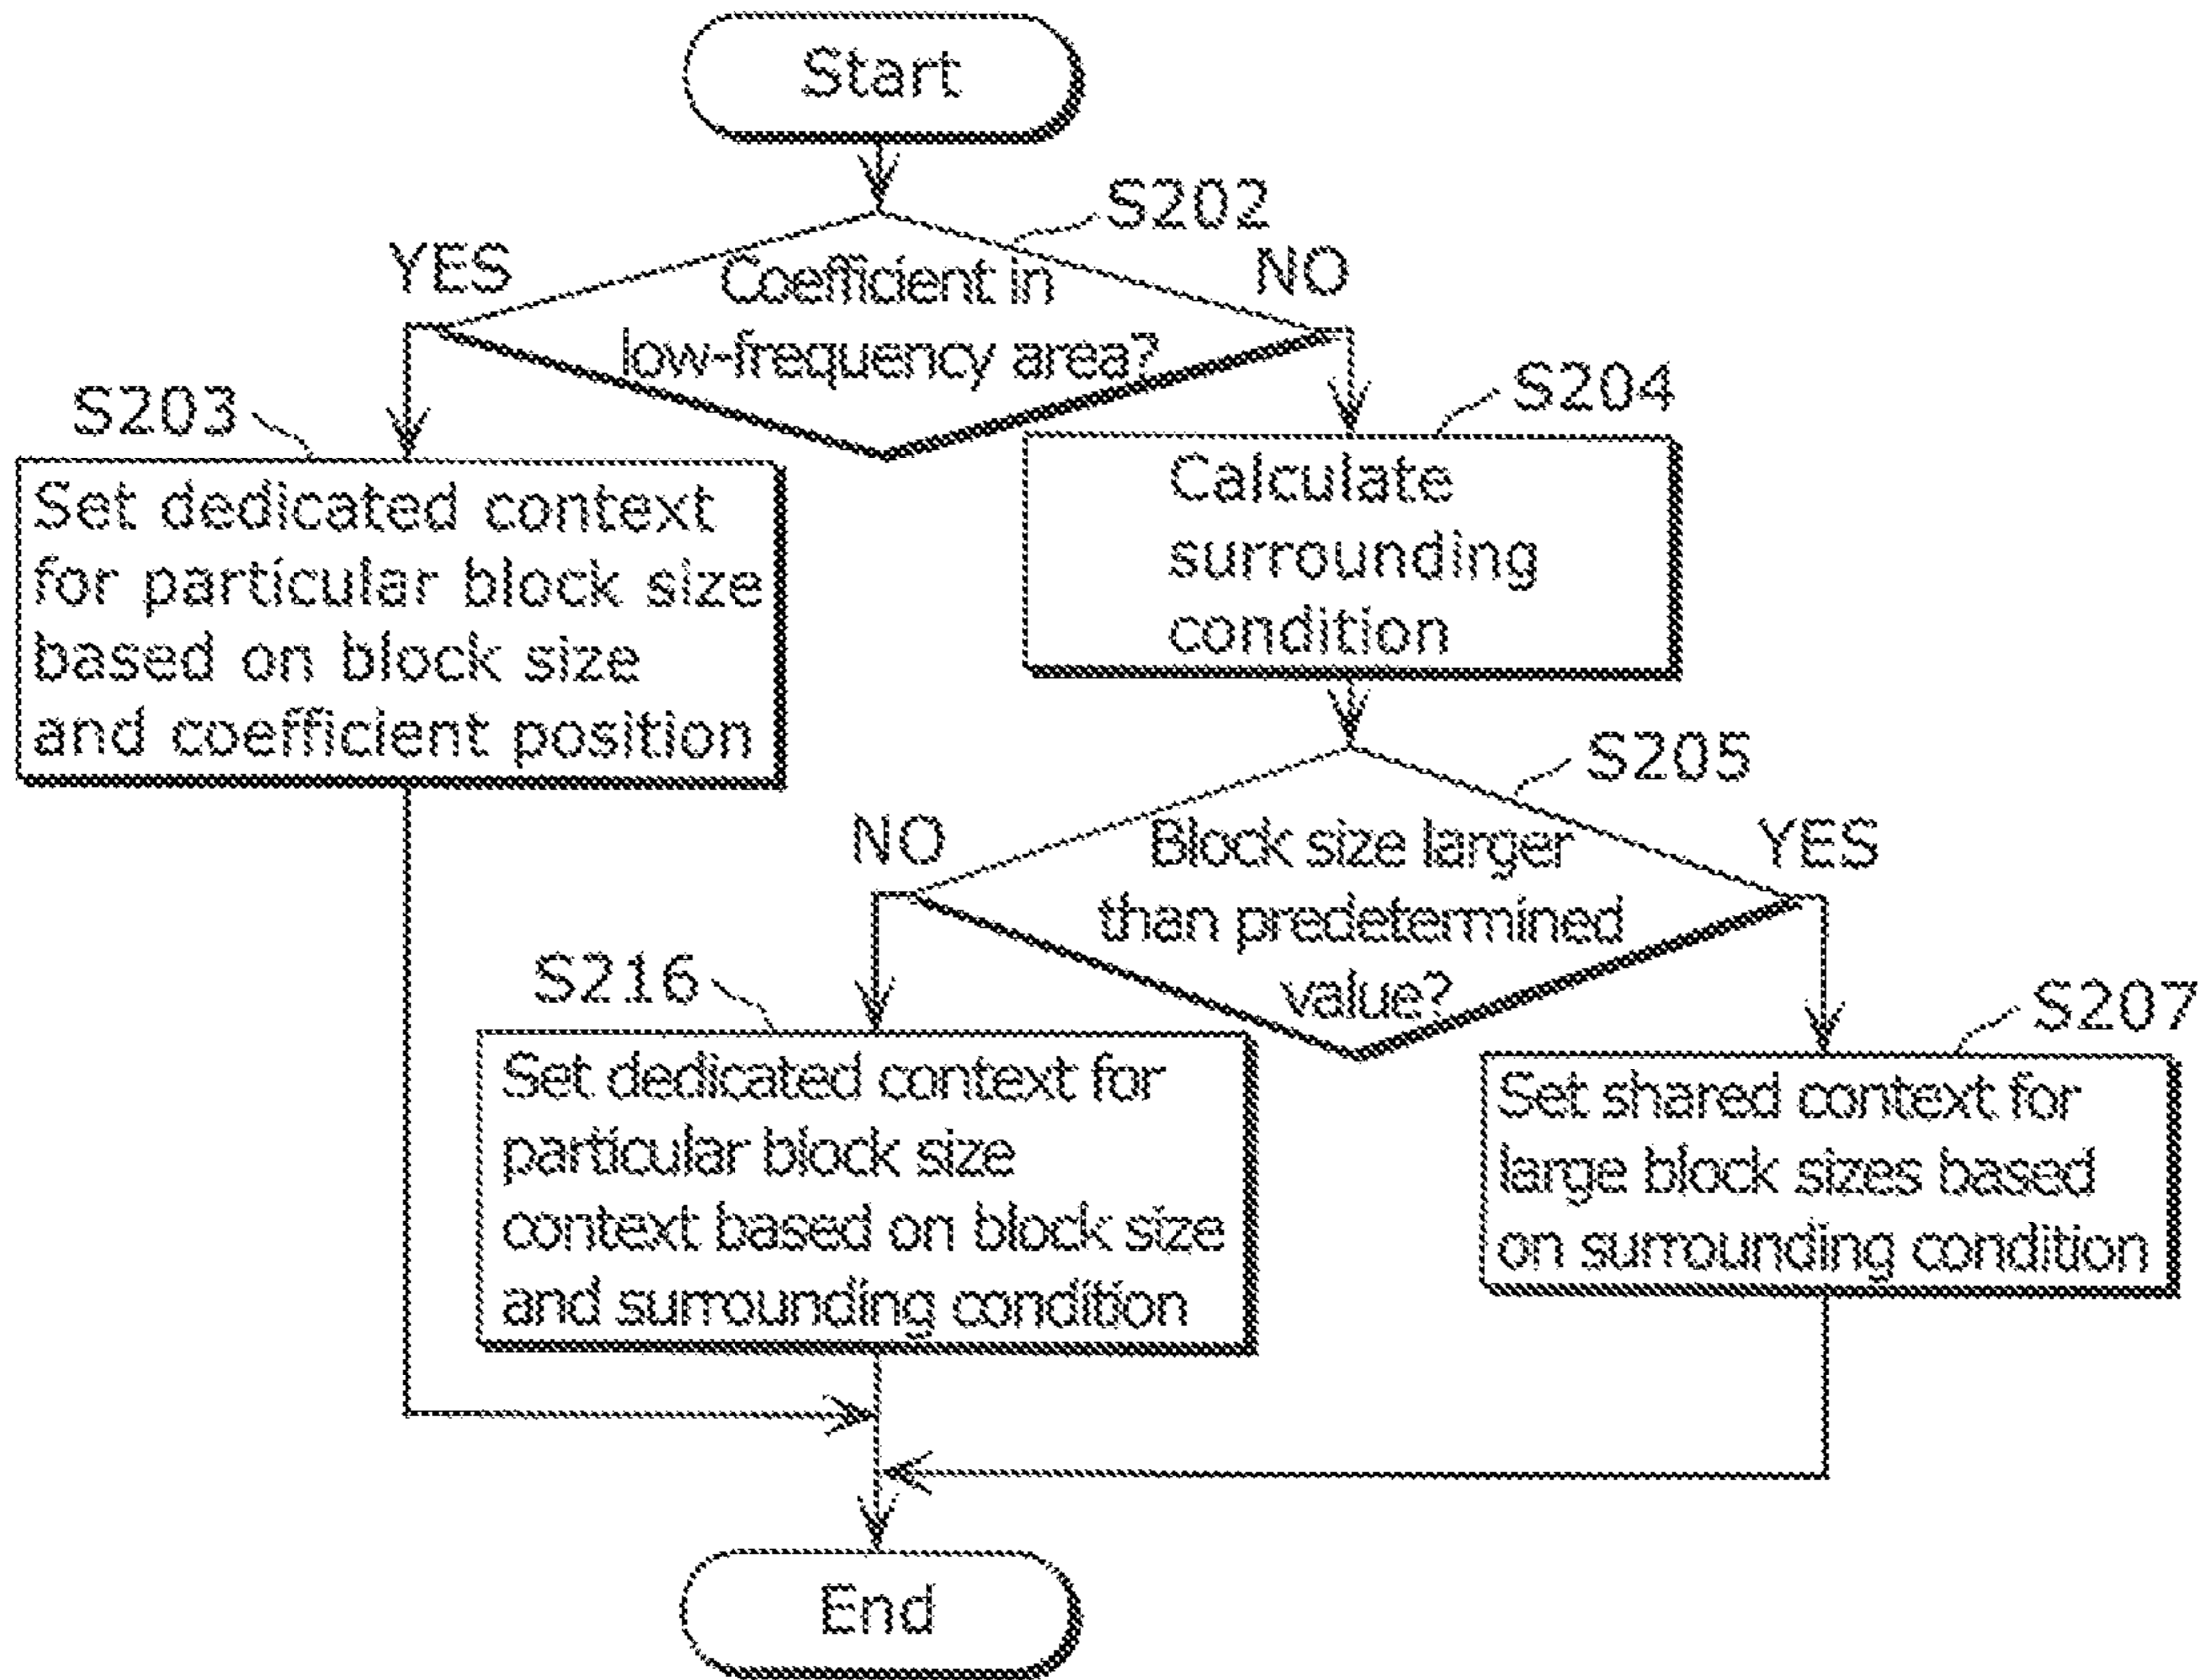 Start
S202
YES
NO
Coefficient in
low-frequency area?
S203
S204
Set dedicated context
for particular block size
based on block size
and coefficient position
Calculate
surrounding
condition
S205
NO
YES
Block size larger
than predetermined
value?
S216
S207
Set dedicated context for
particular block size
context based on block size
and surrounding condition
Set shared context for
large block sizes based
on surrounding condition
End